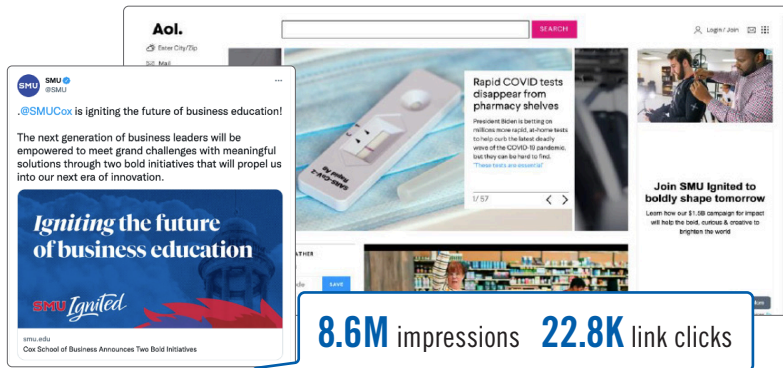 Aol.
SEARCH
Login / Join
Enter City/Zip
Mail
SMU
SMU
@SMU
.@SMUCox is igniting the future of business education!
The next generation of business leaders will be
empowered to meet grand challenges with meaningful
solutions through two bold initiatives that will propel us
into our next era of innovation.
Igniting the future
of business education
SMU Ignited
smu.edu
Cox School of Business Announces Two Bold Initiatives
Rapid COVID tests
disappear from
pharmacy shelves
President Biden is betting on
millions more rapid, at-home tests
to help curb the latest deadly
wave of the COVID-19 pandemic,
but they can be hard to find.
'These tests are essential'
1/57
SARS-CoV-2
Rapid Ag
Join SMU Ignited to
boldly shape tomorrow
Learn how our $1.5B campaign for impact
will help the bold, curious & creative to
brighten the world
8.6M impressions 22.8K link clicks